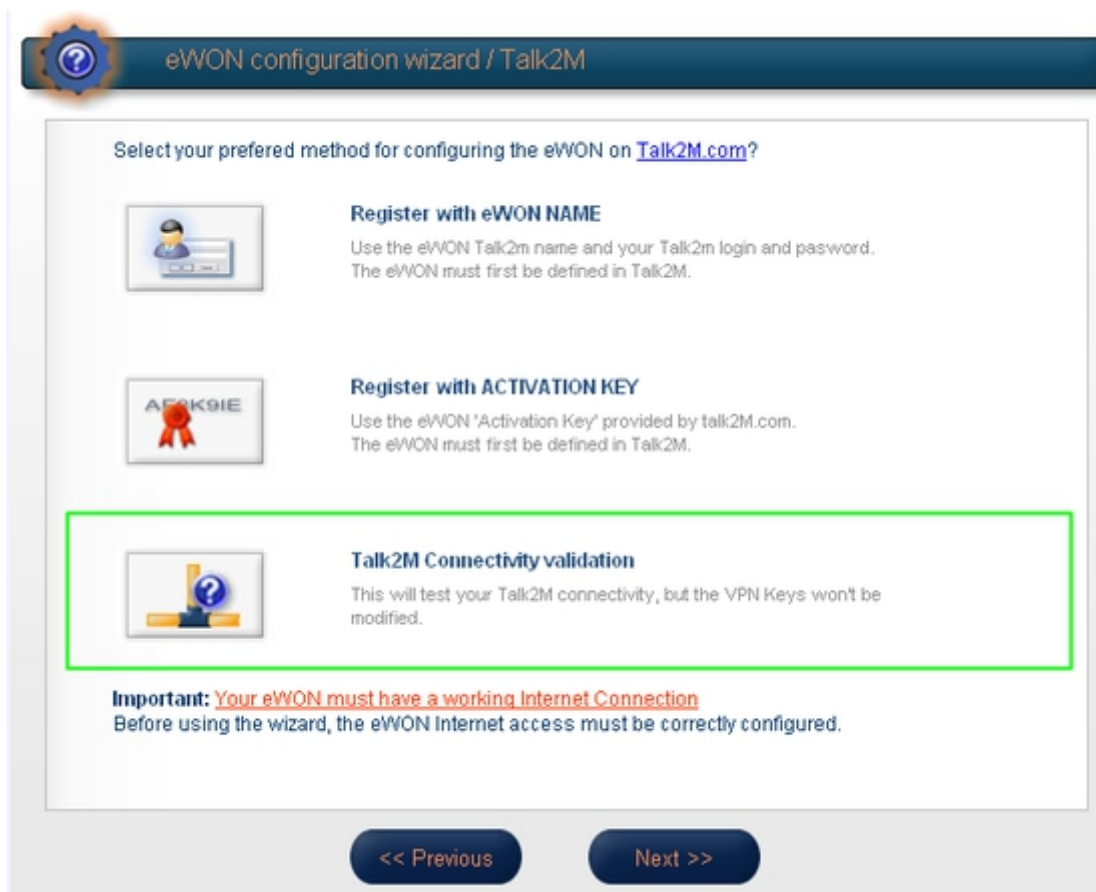 eWON configuration wizard / Talk2M
Select your prefered method for configuring the eWON on Talk2M.com?
Register with eWON NAME
Use the eWON Talk2m name and your Talk2m login and pasword.
The eWON must first be defined in Talk2M.
Register with ACTIVATION KEY
Use the eWON 'Activation Key' provided by talk2M.com.
The eWON must first be defined in Talk2M.
Talk2M Connectivity validation
This will test your Talk2M connectivity, but the VPN Keys won't be
modified.
Important: Your eWON must have a working Internet Connection
Before using the wizard, the eWON Internet access must be correctly configured.
<< Previous
Next >>